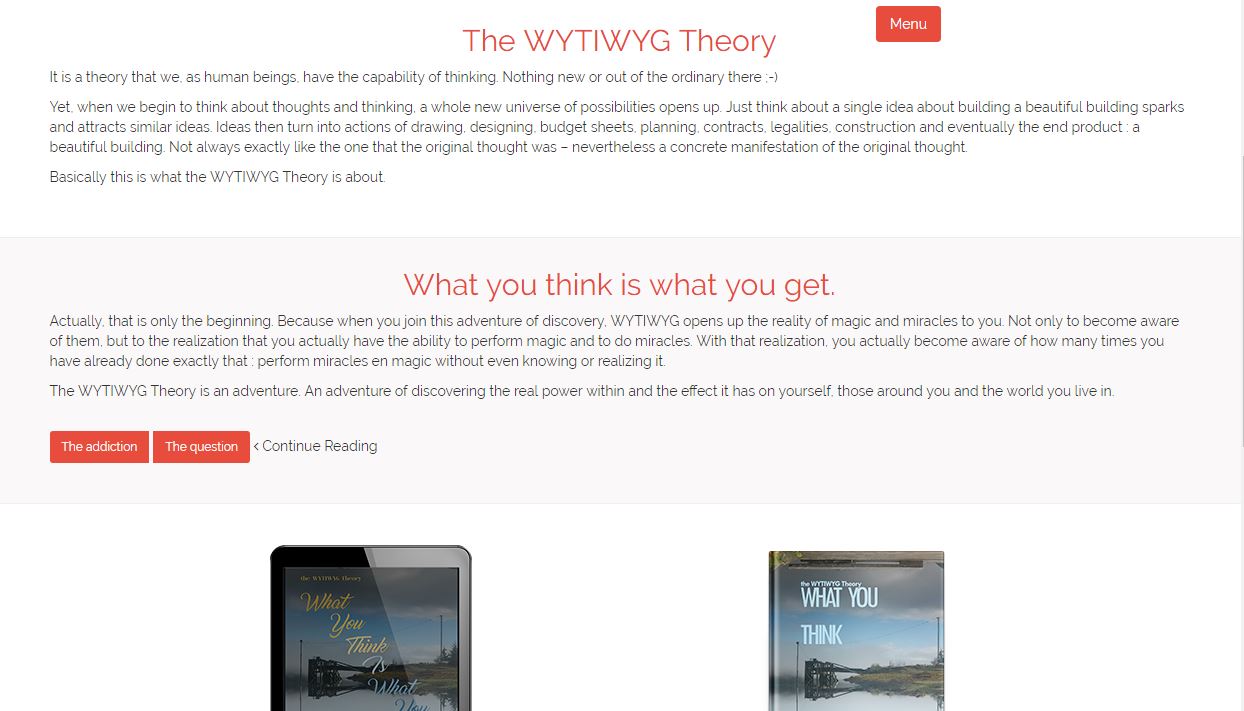 Menu
The WYTIWYG Theory
It is a theory that we, as human beings, have the capability of thinking. Nothing new or out of the ordinary there ;-)
Yet, when we begin to think about thoughts and thinking, a whole new universe of possibilities opens up. Just think about a single idea about building a beautiful building sparks
and attracts similar ideas. Ideas then turn into actions of drawing, designing, budget sheets, planning, contracts, legalities, construction and eventually the end product : a
beautiful building. Not always exactly like the one that the original thought was – nevertheless a concrete manifestation of the original thought.
Basically this is what the WYTIWYG Theory is about.
What you think is what you get.
Actually, that is only the beginning. Because when you join this adventure of discovery, WYTIWYG opens up the reality of magic and miracles to you. Not only to become aware
of them, but to the realization that you actually have the ability to perform magic and to do miracles. With that realization, you actually become aware of how many times you
have already done exactly that : perform miracles en magic without even knowing or realizing it.
The WYTIWYG Theory is an adventure. An adventure of discovering the real power within and the effect it has on yourself, those around you and the world you live in.
The addiction The question ‹ Continue Reading
the WYTIWYG Theory
What
You
Think
Is
What
You
the WYTIWYG Theory
WHAT YOU
THINK